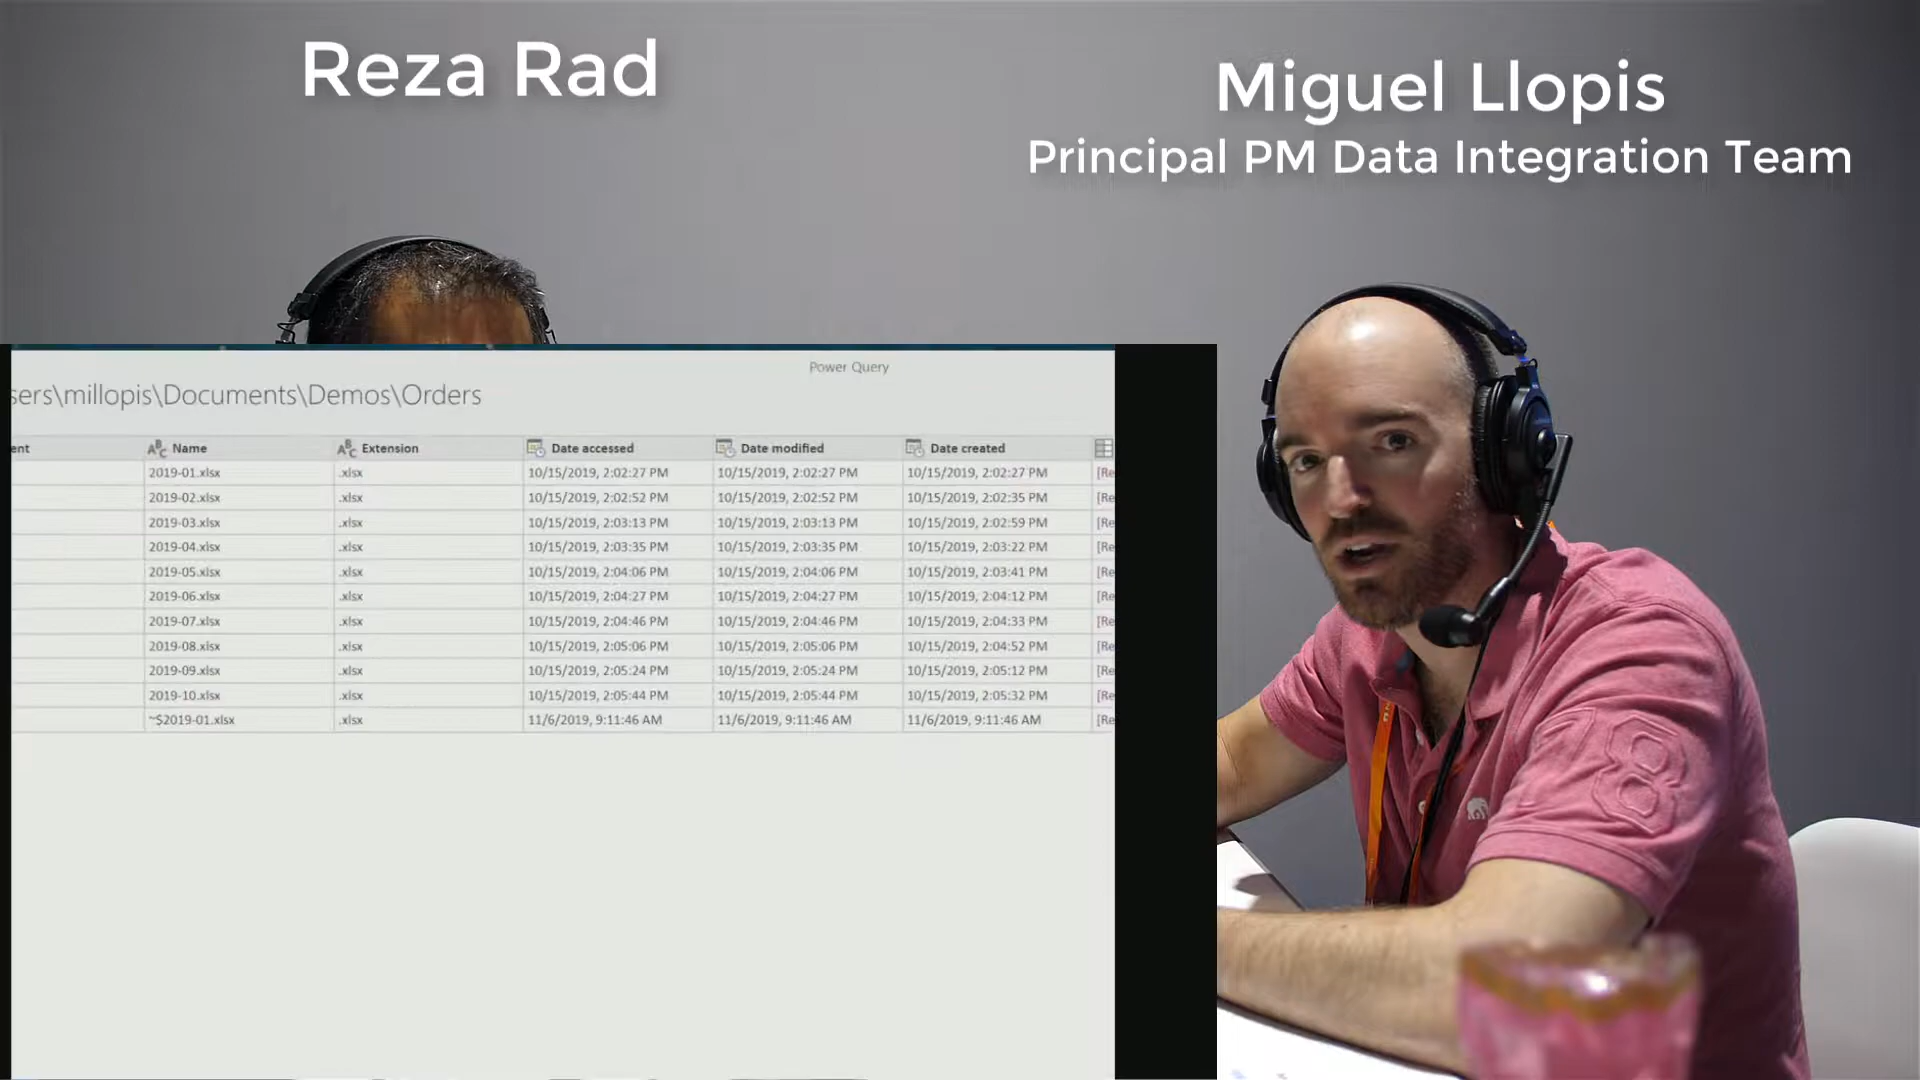 Reza Rad
Miguel Llopis
Principal PM Data Integration Team
Power Query
sers\millopis\Documents\Demos\Orders
ent Name Extension Date accessed Date modified Date created
2019-01.xlsx .xlsx 10/15/2019, 2:02:27 PM 10/15/2019, 2:02:27 PM 10/15/2019, 2:02:27 PM [Re
2019-02.xlsx .xlsx 10/15/2019, 2:02:52 PM 10/15/2019, 2:02:52 PM 10/15/2019, 2:02:35 PM [Re
2019-03.xlsx .xlsx 10/15/2019, 2:03:13 PM 10/15/2019, 2:03:13 PM 10/15/2019, 2:02:59 PM [Re
2019-04.xlsx .xlsx 10/15/2019, 2:03:35 PM 10/15/2019, 2:03:35 PM 10/15/2019, 2:03:22 PM [Re
2019-05.xlsx .xlsx 10/15/2019, 2:04:06 PM 10/15/2019, 2:04:06 PM 10/15/2019, 2:03:41 PM [Re
2019-06.xlsx .xlsx 10/15/2019, 2:04:27 PM 10/15/2019, 2:04:27 PM 10/15/2019, 2:04:12 PM [Re
2019-07.xlsx .xlsx 10/15/2019, 2:04:46 PM 10/15/2019, 2:04:46 PM 10/15/2019, 2:04:33 PM [Re
2019-08.xlsx .xlsx 10/15/2019, 2:05:06 PM 10/15/2019, 2:05:06 PM 10/15/2019, 2:04:52 PM [Re
2019-09.xlsx .xlsx 10/15/2019, 2:05:24 PM 10/15/2019, 2:05:24 PM 10/15/2019, 2:05:12 PM [Re
2019-10.xlsx .xlsx 10/15/2019, 2:05:44 PM 10/15/2019, 2:05:44 PM 10/15/2019, 2:05:32 PM [Re
~$2019-01.xlsx .xlsx 11/6/2019, 9:11:46 AM 11/6/2019, 9:11:46 AM 11/6/2019, 9:11:46 AM [Re
8